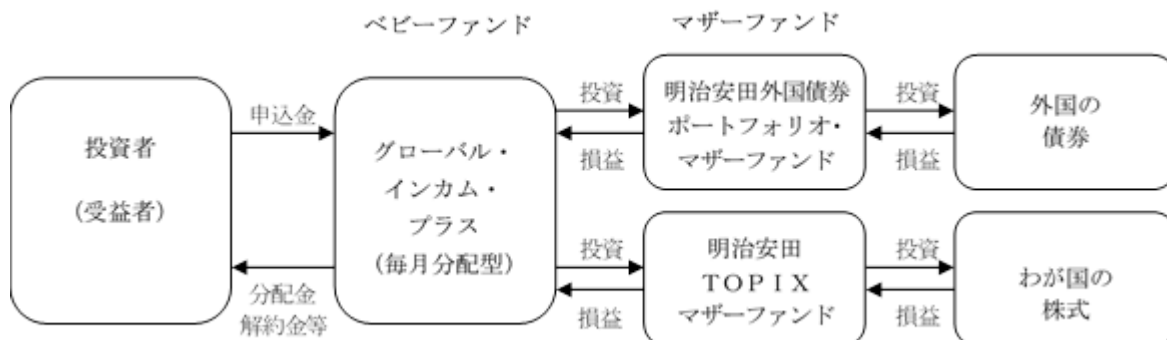 ベビーファンド
マザーファンド
投資者
(受益者)
申込金
分配金
解約金等
グローバル・
インカム・
プラス
(毎月分配型)
投資
損益
明治安田外国債券
ポートフォリオ・
マザーファンド
投資
損益
外国の
債券
投資
損益
明治安田
ＴＯＰＩＸ
マザーファンド
投資
損益
わが国の
株式